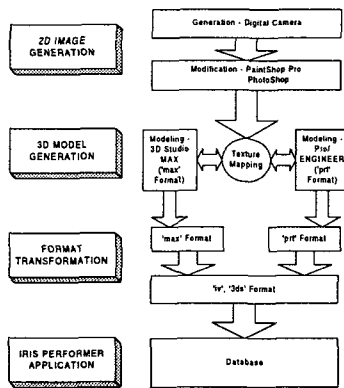 2D IMAGE
GENERATION
Generation - Digital Camera
Modification - PaintShop Pro
PhotoShop
3D MODEL
GENERATION
Modeling -
3D Studio
MAX
('max'
Format)
Texture
Mapping
Modeling -
Pro/
ENGINEER
('prt'
Format)
FORMAT
TRANSFORMATION
'max' Format
'prt' Format
'iv', '3ds' Format
IRIS PERFORMER
APPLICATION
Database